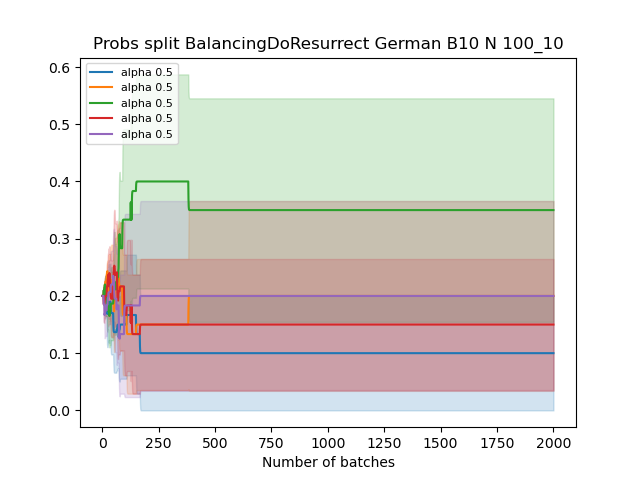 Probs split BalancingDoResurrect German B10 N 100_10
alpha 0.5
alpha 0.5
alpha 0.5
alpha 0.5
alpha 0.5
0.6
0.5
0.4
0.3
0.2
0.1
0.0
0 250 500 750 1000 1250 1500 1750 2000
Number of batches